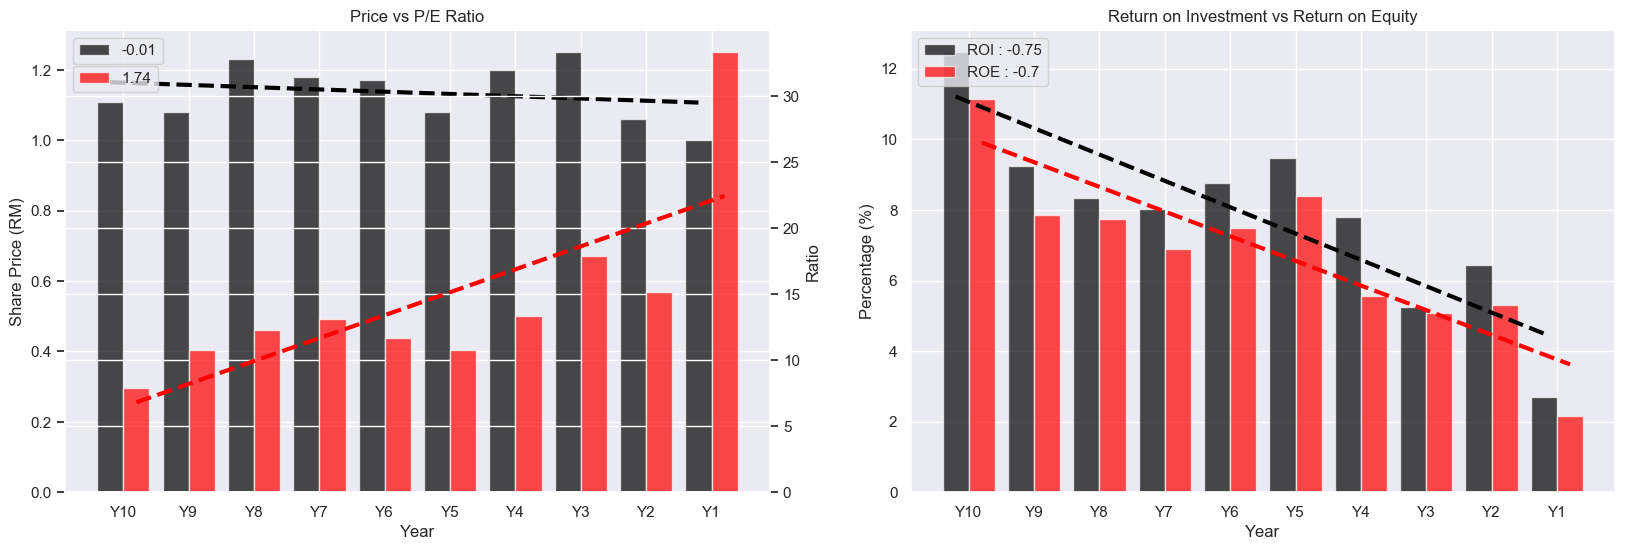 Price vs P/E Ratio
-0.01
1.74
1.2
1.0
0.8
0.6
0.4
0.2
0.0
Share Price (RM)
30
25
20
15
10
5
0
Ratio
Y10 Y9 Y8 Y7 Y6 Y5 Y4 Y3 Y2 Y1
Year
Return on Investment vs Return on Equity
ROI : -0.75
ROE : -0.7
12
10
8
6
4
2
0
Percentage (%)
Y10 Y9 Y8 Y7 Y6 Y5 Y4 Y3 Y2 Y1
Year